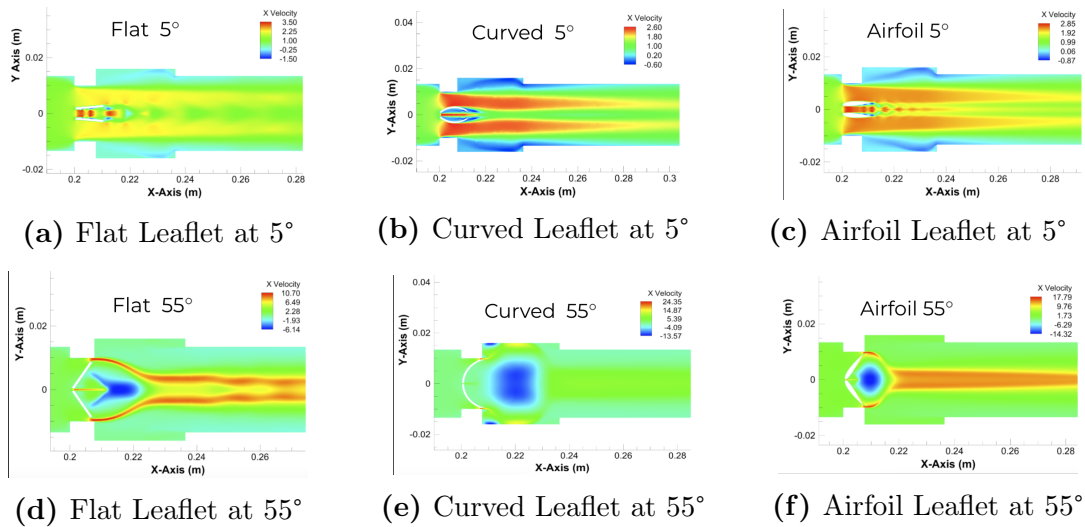 Flat 5°
X Velocity
3.50
2.25
1.00
-0.25
-1.50
Y Axis (m)
0.02
0
-0.02
0.2
0.22
0.24
0.26
0.28
X-Axis (m)
(a) Flat Leaflet at 5°
Curved 5°
X Velocity
2.60
1.80
1.00
0.20
-0.60
Y-Axis (m)
0.04
0.02
0
-0.02
0.2
0.22
0.24
0.26
0.28
0.3
X-Axis (m)
(b) Curved Leaflet at 5°
Airfoil 5°
X Velocity
2.85
1.92
0.99
0.06
-0.87
Y-Axis (m)
0.02
0
-0.02
0.2
0.22
0.24
0.26
0.28
X-Axis (m)
(c) Airfoil Leaflet at 5°
Flat 55°
X Velocity
10.70
6.49
2.28
-1.93
-6.14
Y-Axis (m)
0.02
0
0.2
0.22
0.24
0.26
X-Axis (m)
(d) Flat Leaflet at 55°
Curved 55°
X Velocity
24.35
14.87
5.39
-4.09
-13.57
Y-Axis (m)
0.04
0.02
0
-0.02
0.2
0.22
0.24
0.26
X-Axis (m)
(e) Curved Leaflet at 55°
Airfoil 55°
X Velocity
17.79
9.76
1.73
-6.29
-14.32
Y-Axis (m)
0.02
0
-0.02
0.2
0.22
0.24
0.26
0.28
X-Axis (m)
(f) Airfoil Leaflet at 55°